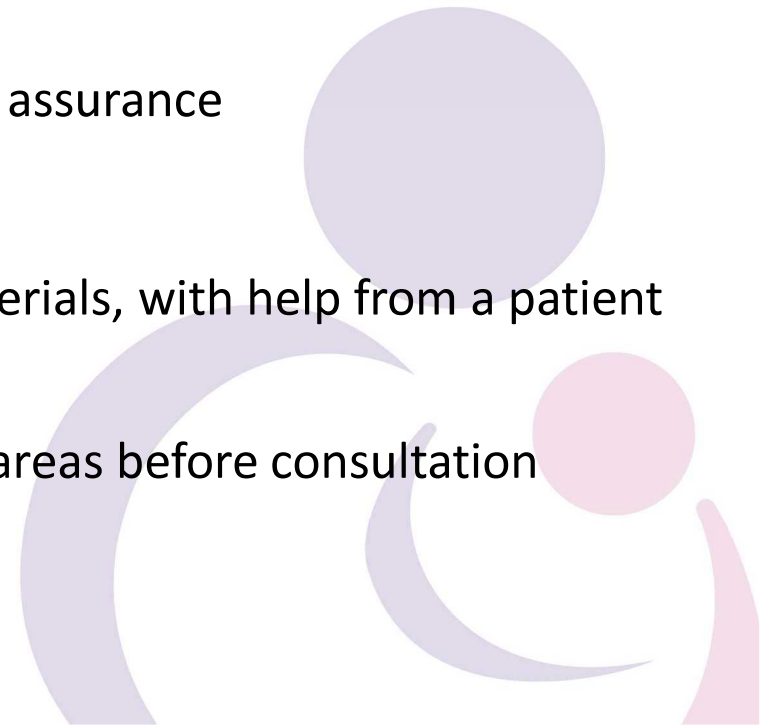 assurance
erials, with help from a patient
areas before consultation